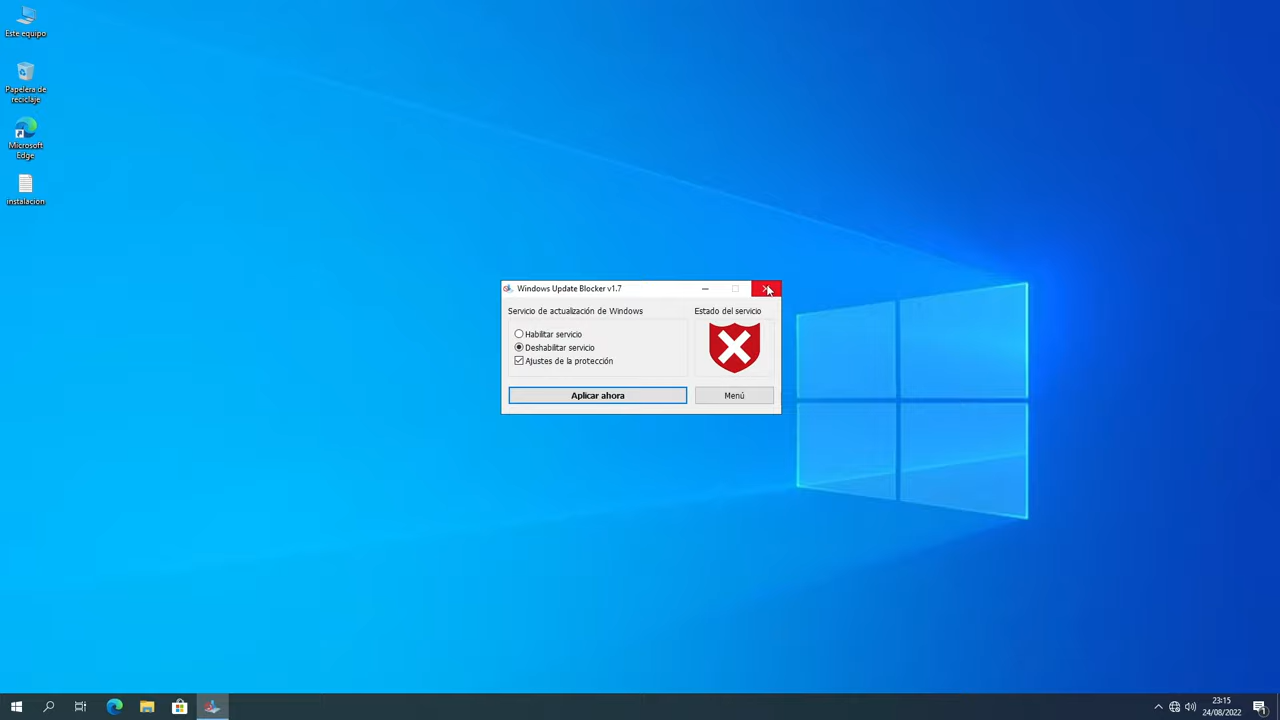 Este equipo
Papelera de
reciclaje
Microsoft
Edge
instalacion
Windows Update Blocker v1.7
Servicio de actualización de Windows
Estado del servicio
Habilitar servicio
Deshabilitar servicio
Ajustes de la protección
Aplicar ahora
Menú
23:15
24/08/2022
1